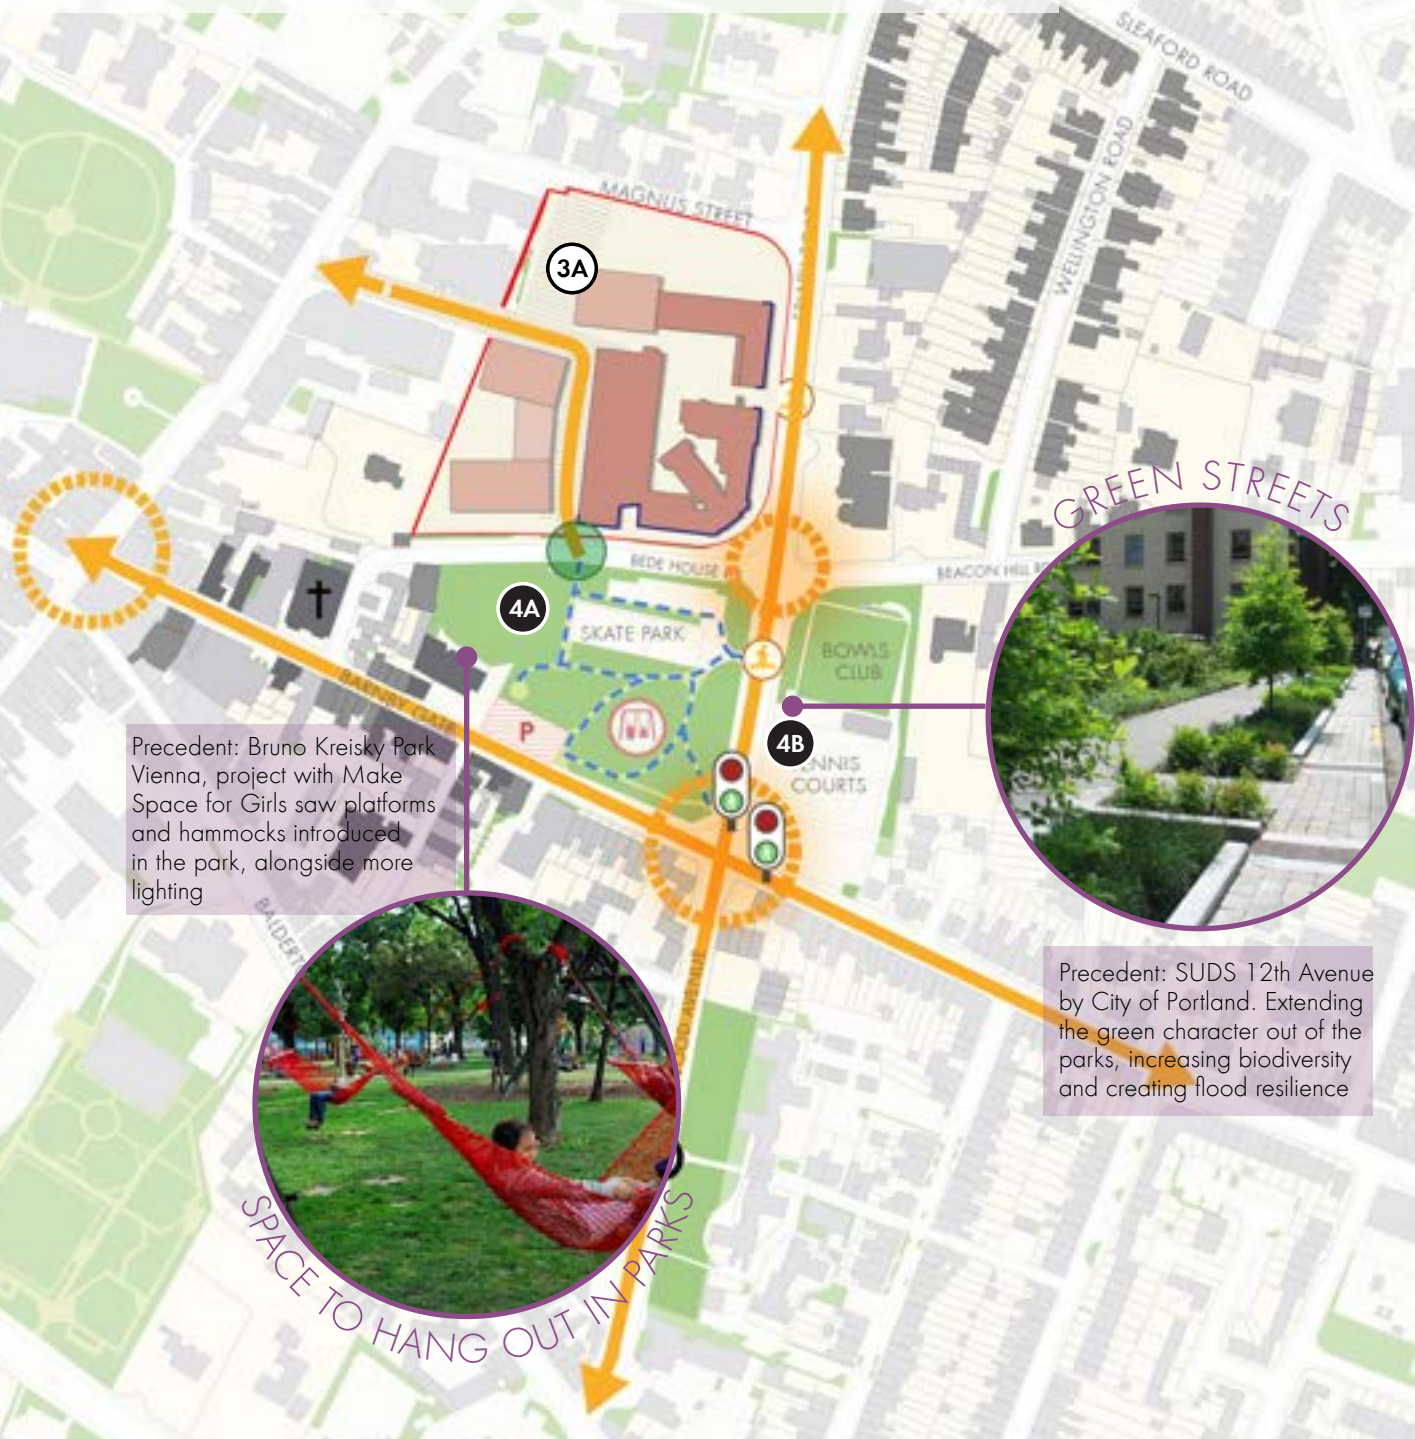 SLEAFORD ROAD
MAGNUS STREET
WELLINGTON ROAD
3A
GREEN STREETS
BEDE HOUSE
BEACON HILL
4A
SKATE PARK
BOWLS
CLUB
BARNBY GATE
P
4B
COURTS
Precedent: Bruno Kreisky Park
Vienna, project with Make
Space for Girls saw platforms
and hammocks introduced
in the park, alongside more
lighting
Precedent: SUDS 12th Avenue
by City of Portland. Extending
the green character out of the
parks, increasing biodiversity
and creating flood resilience
AVENUE
SPACE TO HANG OUT IN PARKS